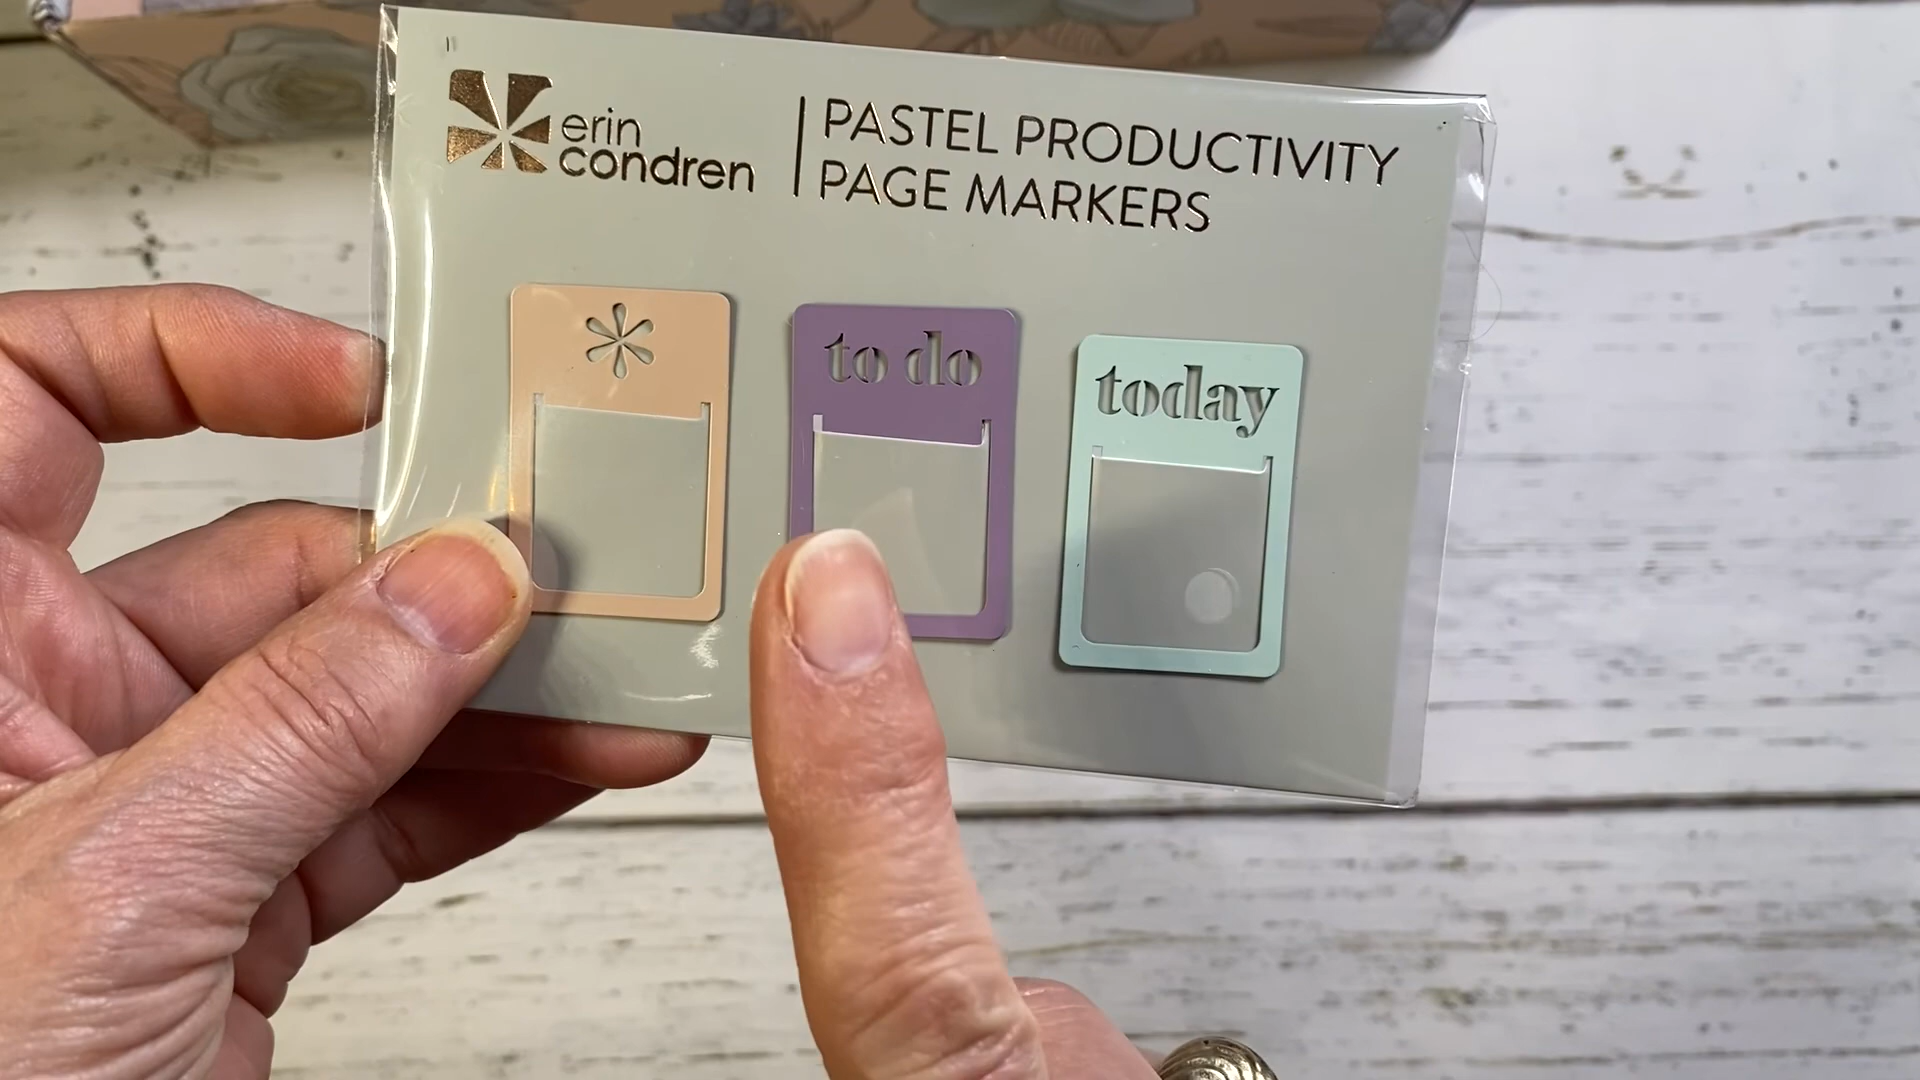 erin
condren
PASTEL PRODUCTIVITY
PAGE MARKERS
to do
today